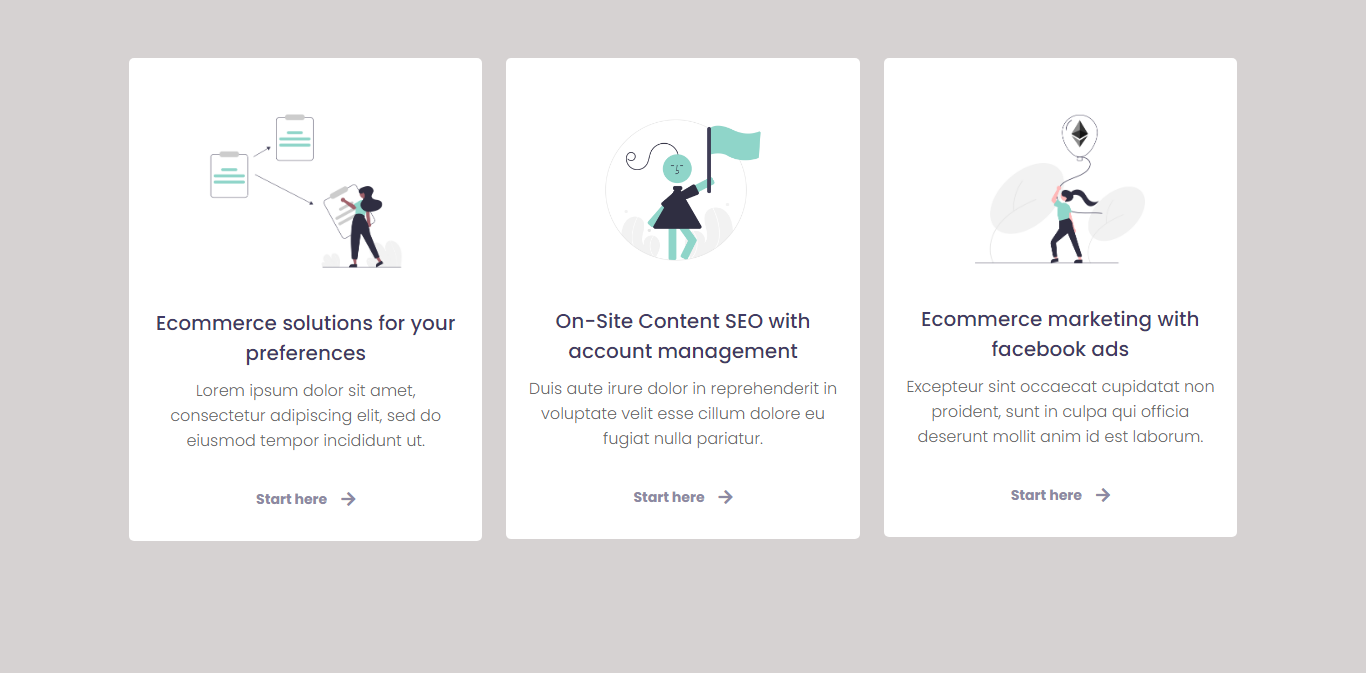 Ecommerce solutions for your
preferences
Lorem ipsum dolor sit amet,
consectetur adipiscing elit, sed do
eiusmod tempor incididunt ut.
Start here
On-Site Content SEO with
account management
Duis aute irure dolor in reprehenderit in
voluptate velit esse cillum dolore eu
fugiat nulla pariatur.
Start here
Ecommerce marketing with
facebook ads
Excepteur sint occaecat cupidatat non
proident, sunt in culpa qui officia
deserunt mollit anim id est laborum.
Start here